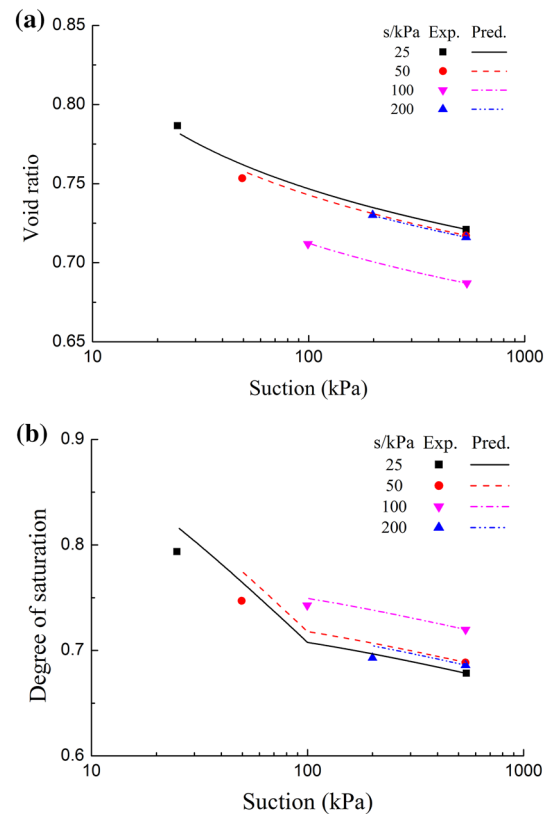 (a)
0.85
0.80
0.75
0.70
0.65
Void ratio
s/kPa Exp. Pred.
25
50
100
200
10 100 1000
Suction (kPa)
(b)
0.9
0.8
0.7
0.6
Degree of saturation
s/kPa Exp. Pred.
25
50
100
200
10 100 1000
Suction (kPa)